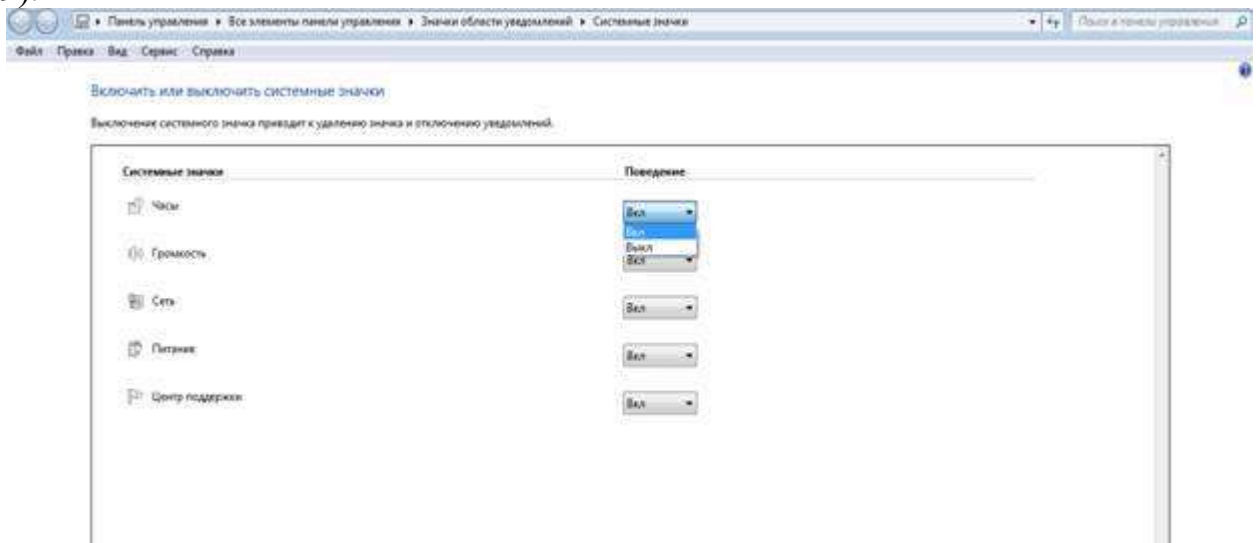 ).
Панель управления ▸ Все элементы панели управления ▸ Значки области уведомлений ▸ Системные значки
Поиск в панели управления
Файл Правка Вид Сервис Справка
Включить или выключить системные значки
Выключение системного значка приводит к удалению значка и отключению уведомлений.
Системные значки Поведение
Часы Вкл
Вкл
Выкл
Громкость Вкл
Сеть Вкл
Питание Вкл
Центр поддержки Вкл